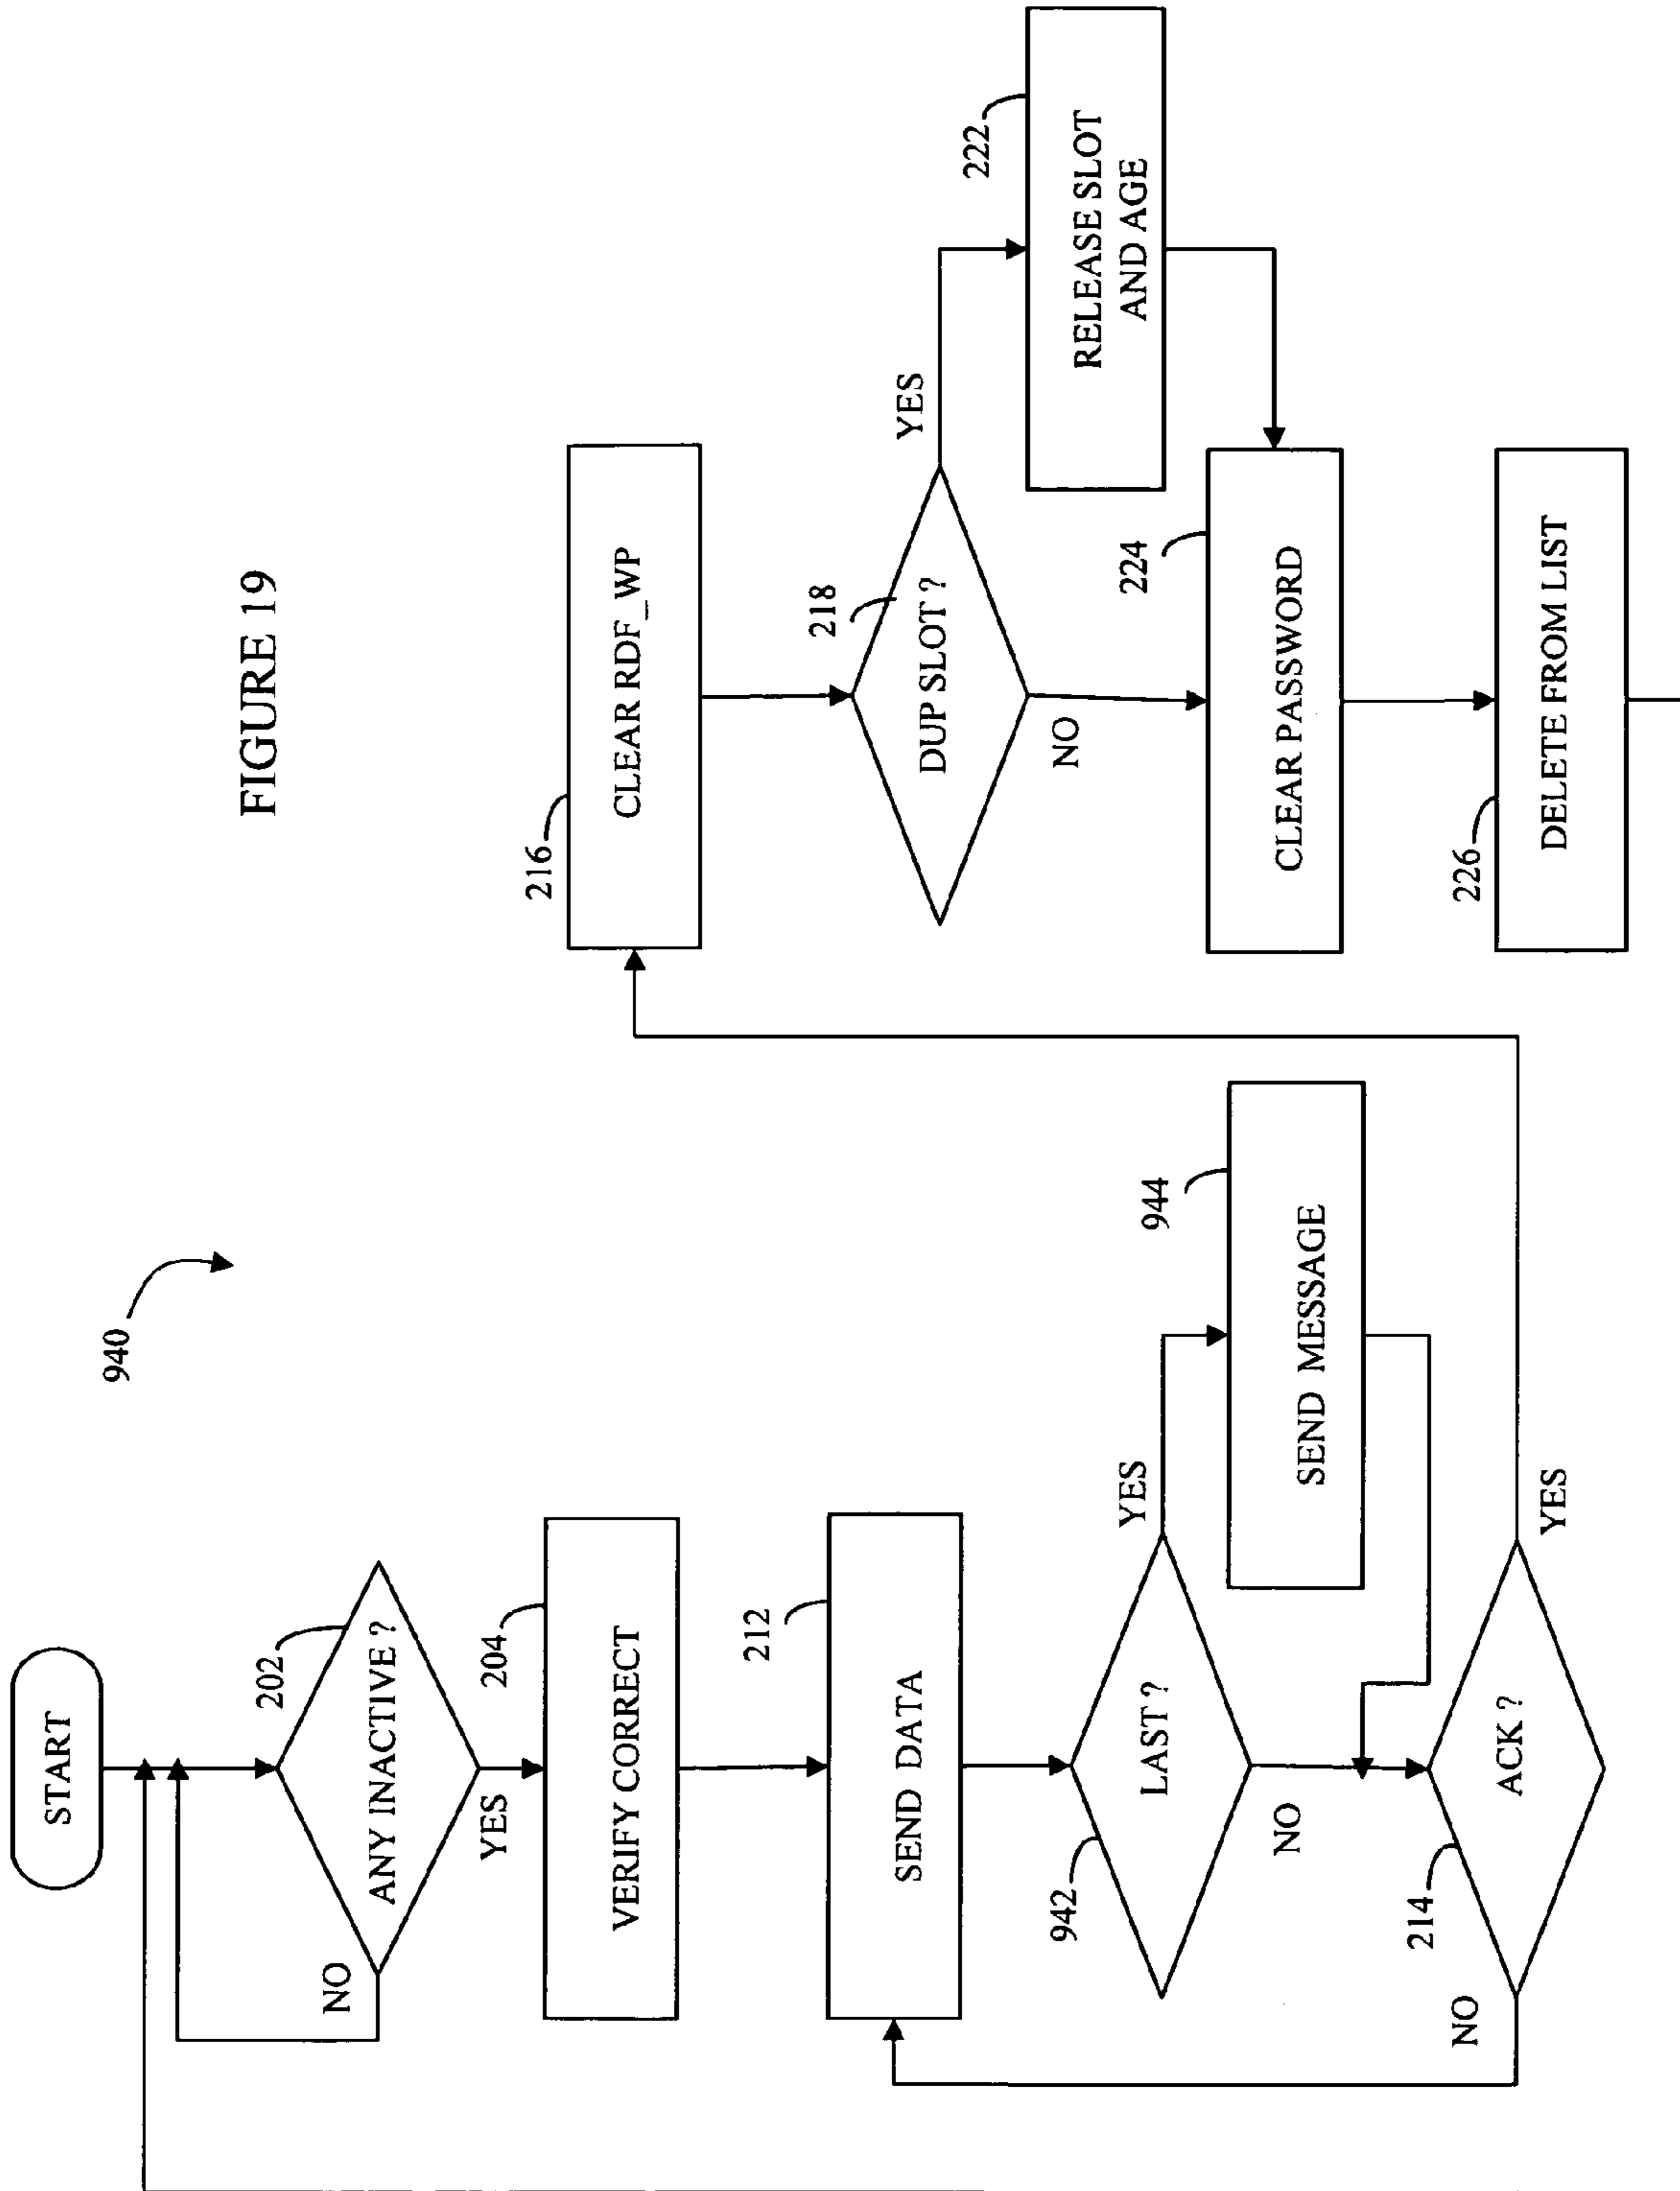 FIGURE 19
940
START
202
ANY INACTIVE ?
NO
YES
204
VERIFY CORRECT
212
SEND DATA
942
LAST ?
YES
NO
944
SEND MESSAGE
214
ACK ?
NO
YES
216
CLEAR RDF_WP
218
DUP SLOT ?
YES
NO
222
RELEASE SLOT
AND AGE
224
CLEAR PASSWORD
226
DELETE FROM LIST